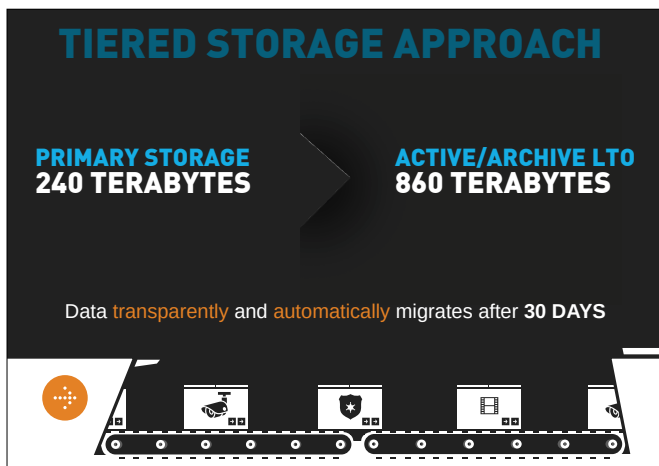 TIERED STORAGE APPROACH
PRIMARY STORAGE
240 TERABYTES
ACTIVE/ARCHIVE LTO
860 TERABYTES
Data transparently and automatically migrates after 30 DAYS